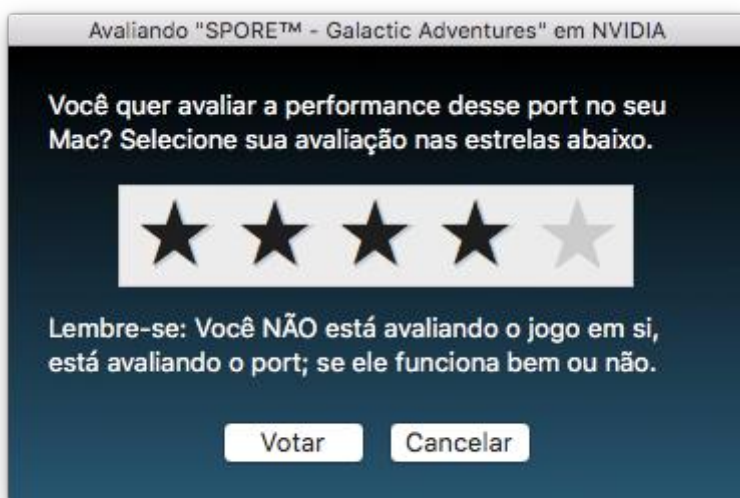 Avaliando "SPORE™ - Galactic Adventures" em NVIDIA
Você quer avaliar a performance desse port no seu
Mac? Selecione sua avaliação nas estrelas abaixo.
Lembre-se: Você NÃO está avaliando o jogo em si,
está avaliando o port; se ele funciona bem ou não.
Votar Cancelar